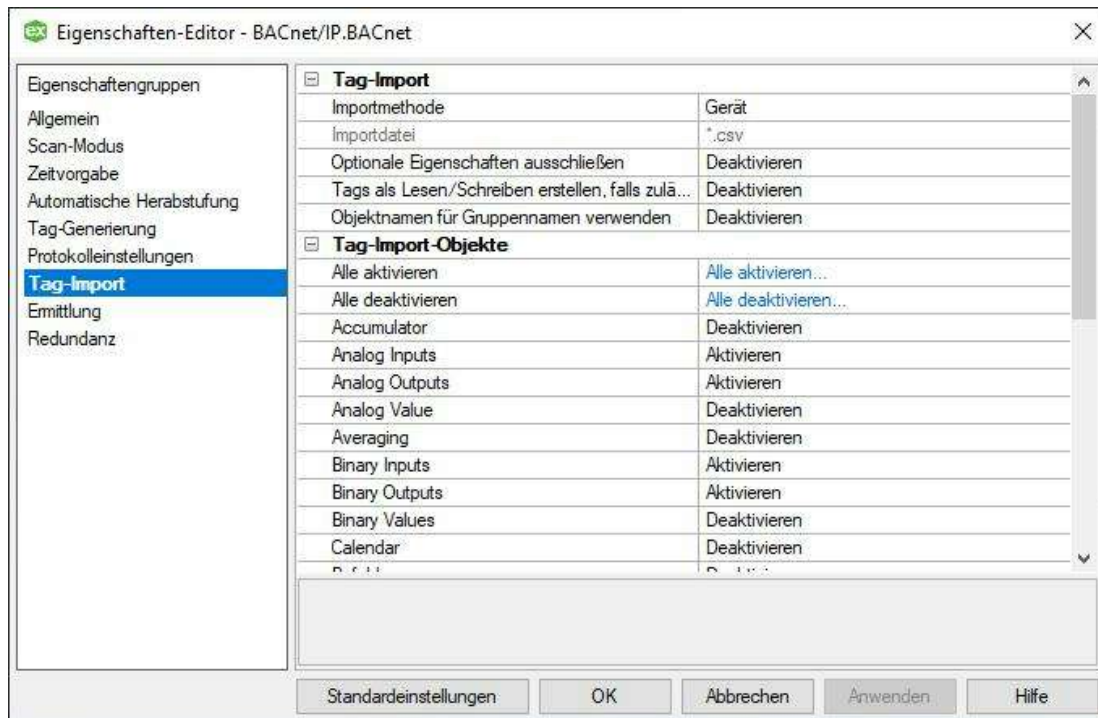 Eigenschaften-Editor - BACnet/IP.BACnet
Eigenschaftengruppen
Allgemein
Scan-Modus
Zeitvorgabe
Automatische Herabstufung
Tag-Generierung
Protokolleinstellungen
Tag-Import
Ermittlung
Redundanz
Tag-Import
Importmethode Gerät
Importdatei *.csv
Optionale Eigenschaften ausschließen Deaktivieren
Tags als Lesen/Schreiben erstellen, falls zulä... Deaktivieren
Objektnamen für Gruppennamen verwenden Deaktivieren
Tag-Import-Objekte
Alle aktivieren Alle aktivieren...
Alle deaktivieren Alle deaktivieren...
Accumulator Deaktivieren
Analog Inputs Aktivieren
Analog Outputs Aktivieren
Analog Value Deaktivieren
Averaging Deaktivieren
Binary Inputs Aktivieren
Binary Outputs Aktivieren
Binary Values Deaktivieren
Calendar Deaktivieren
Standardeinstellungen OK Abbrechen Anwenden Hilfe